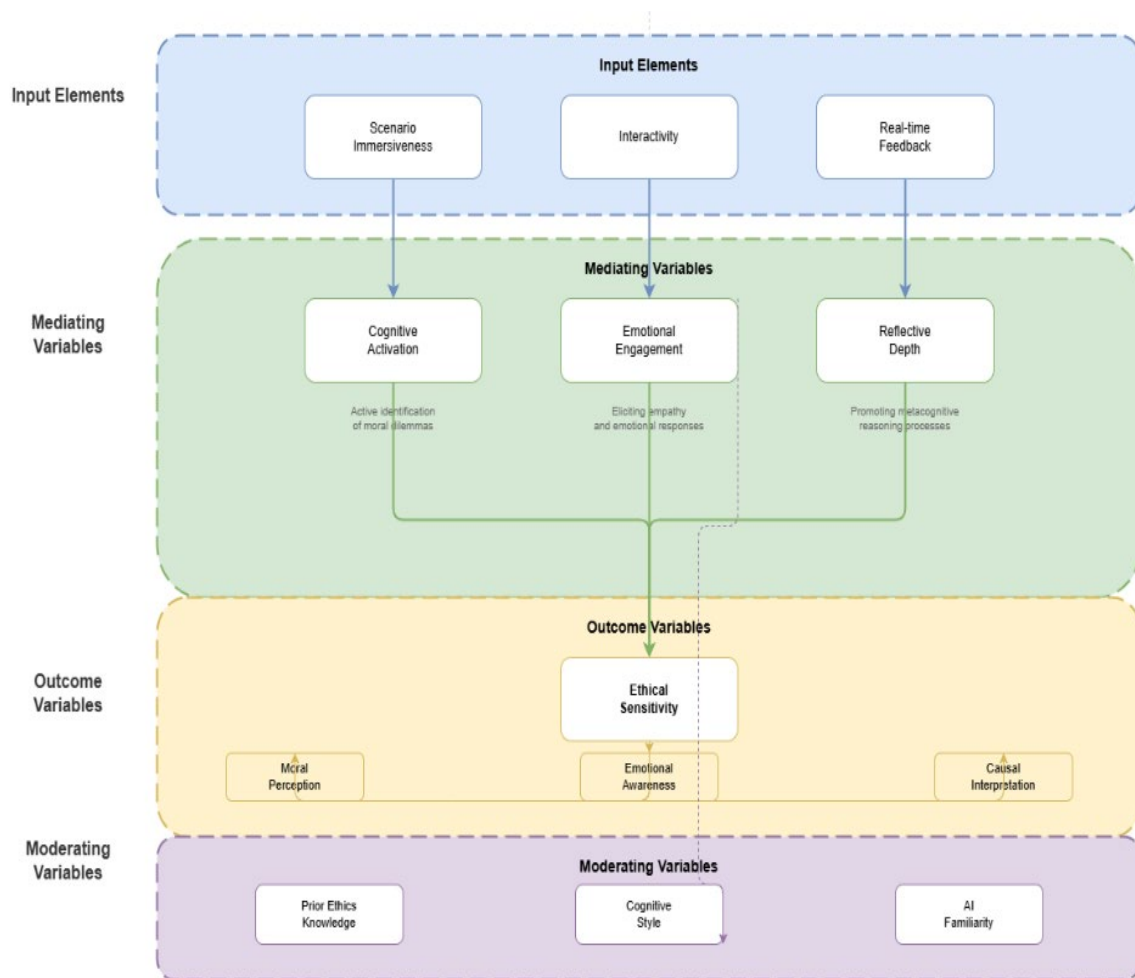 Input Elements
Input Elements
Scenario
Immersiveness
Interactivity
Real-time
Feedback
Mediating
Variables
Mediating Variables
Cognitive
Activation
Emotional
Engagement
Reflective
Depth
Active identification
of moral dilemmas
Eliciting empathy
and emotional responses
Promoting metacognitive
reasoning processes
Outcome
Variables
Outcome Variables
Ethical
Sensitivity
Moral
Perception
Emotional
Awareness
Causal
Interpretation
Moderating
Variables
Moderating Variables
Prior Ethics
Knowledge
Cognitive
Style
AI
Familiarity